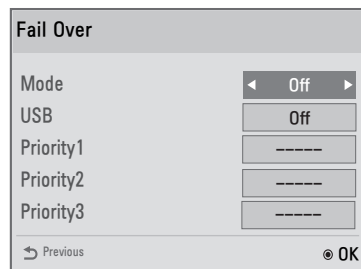 Fail Over
Mode ◀ Off ▶
USB Off
Priority1 -----
Priority2 -----
Priority3 -----
Previous ◉ OK